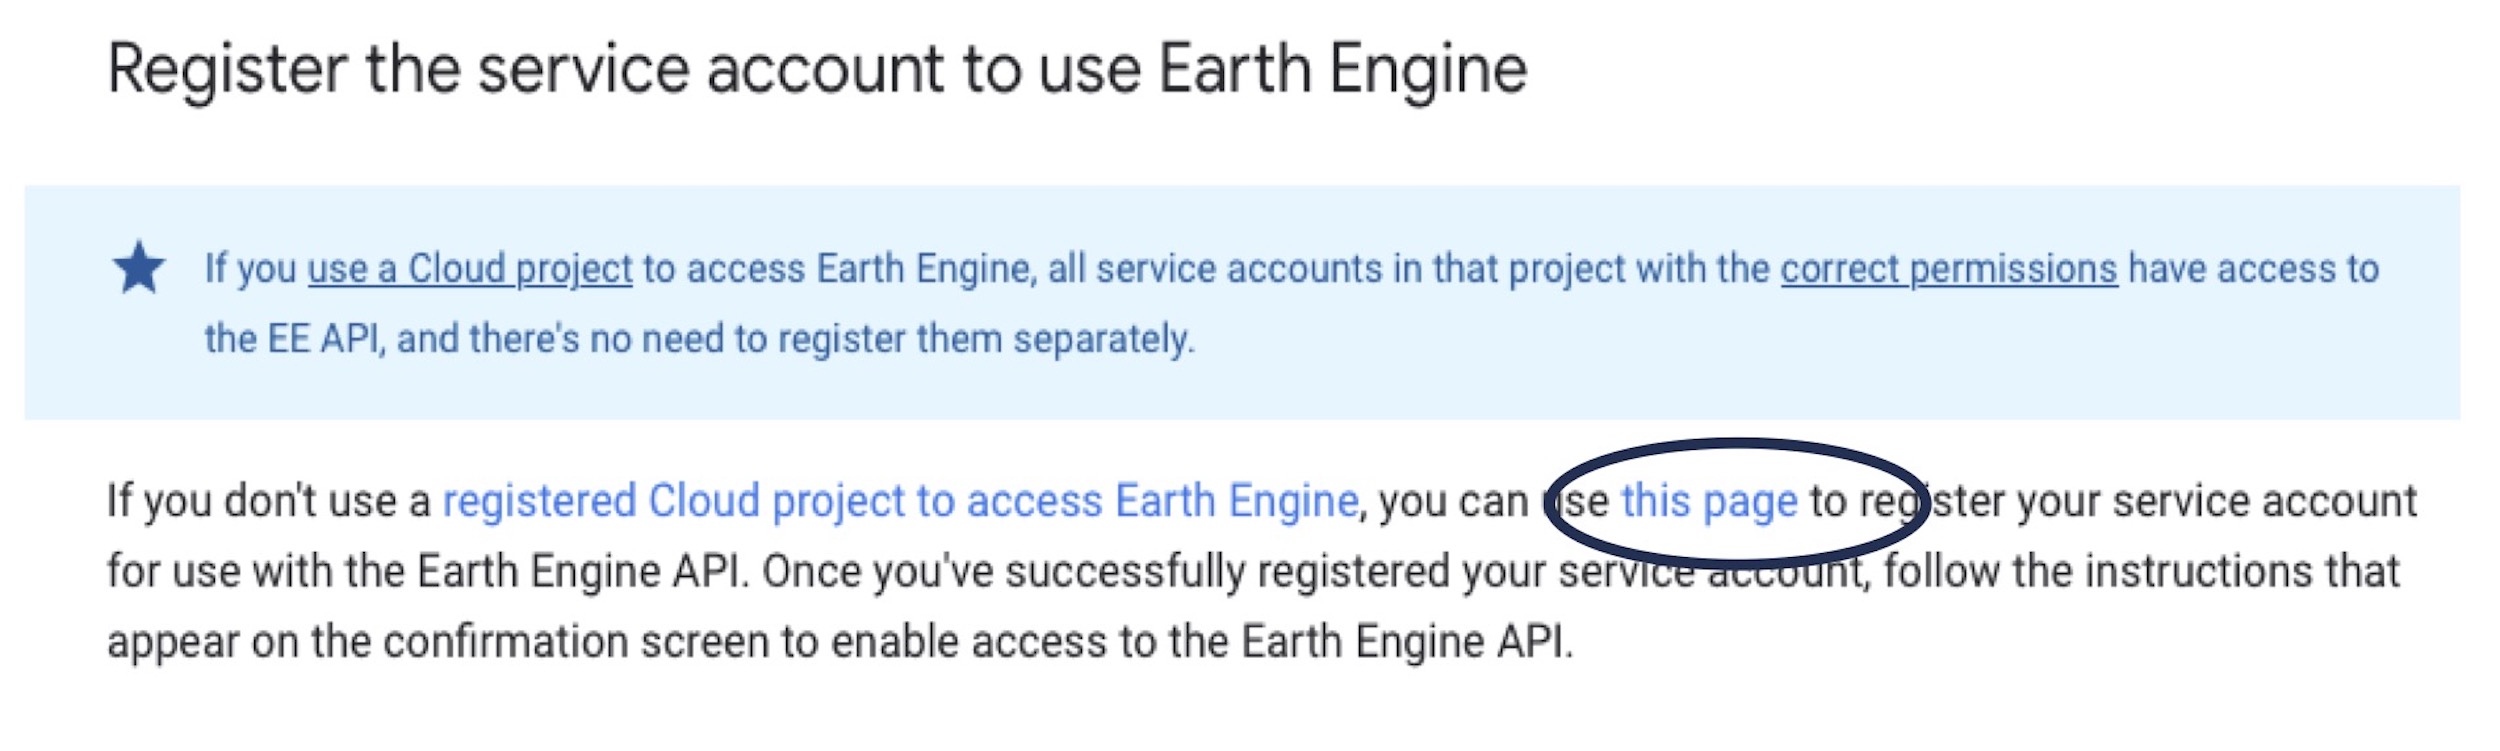 Register the service account to use Earth Engine
If you use a Cloud project to access Earth Engine, all service accounts in that project with the correct permissions have access to
the EE API, and there's no need to register them separately.
If you don't use a registered Cloud project to access Earth Engine, you can use this page to register your service account
for use with the Earth Engine API. Once you've successfully registered your service account, follow the instructions that
appear on the confirmation screen to enable access to the Earth Engine API.